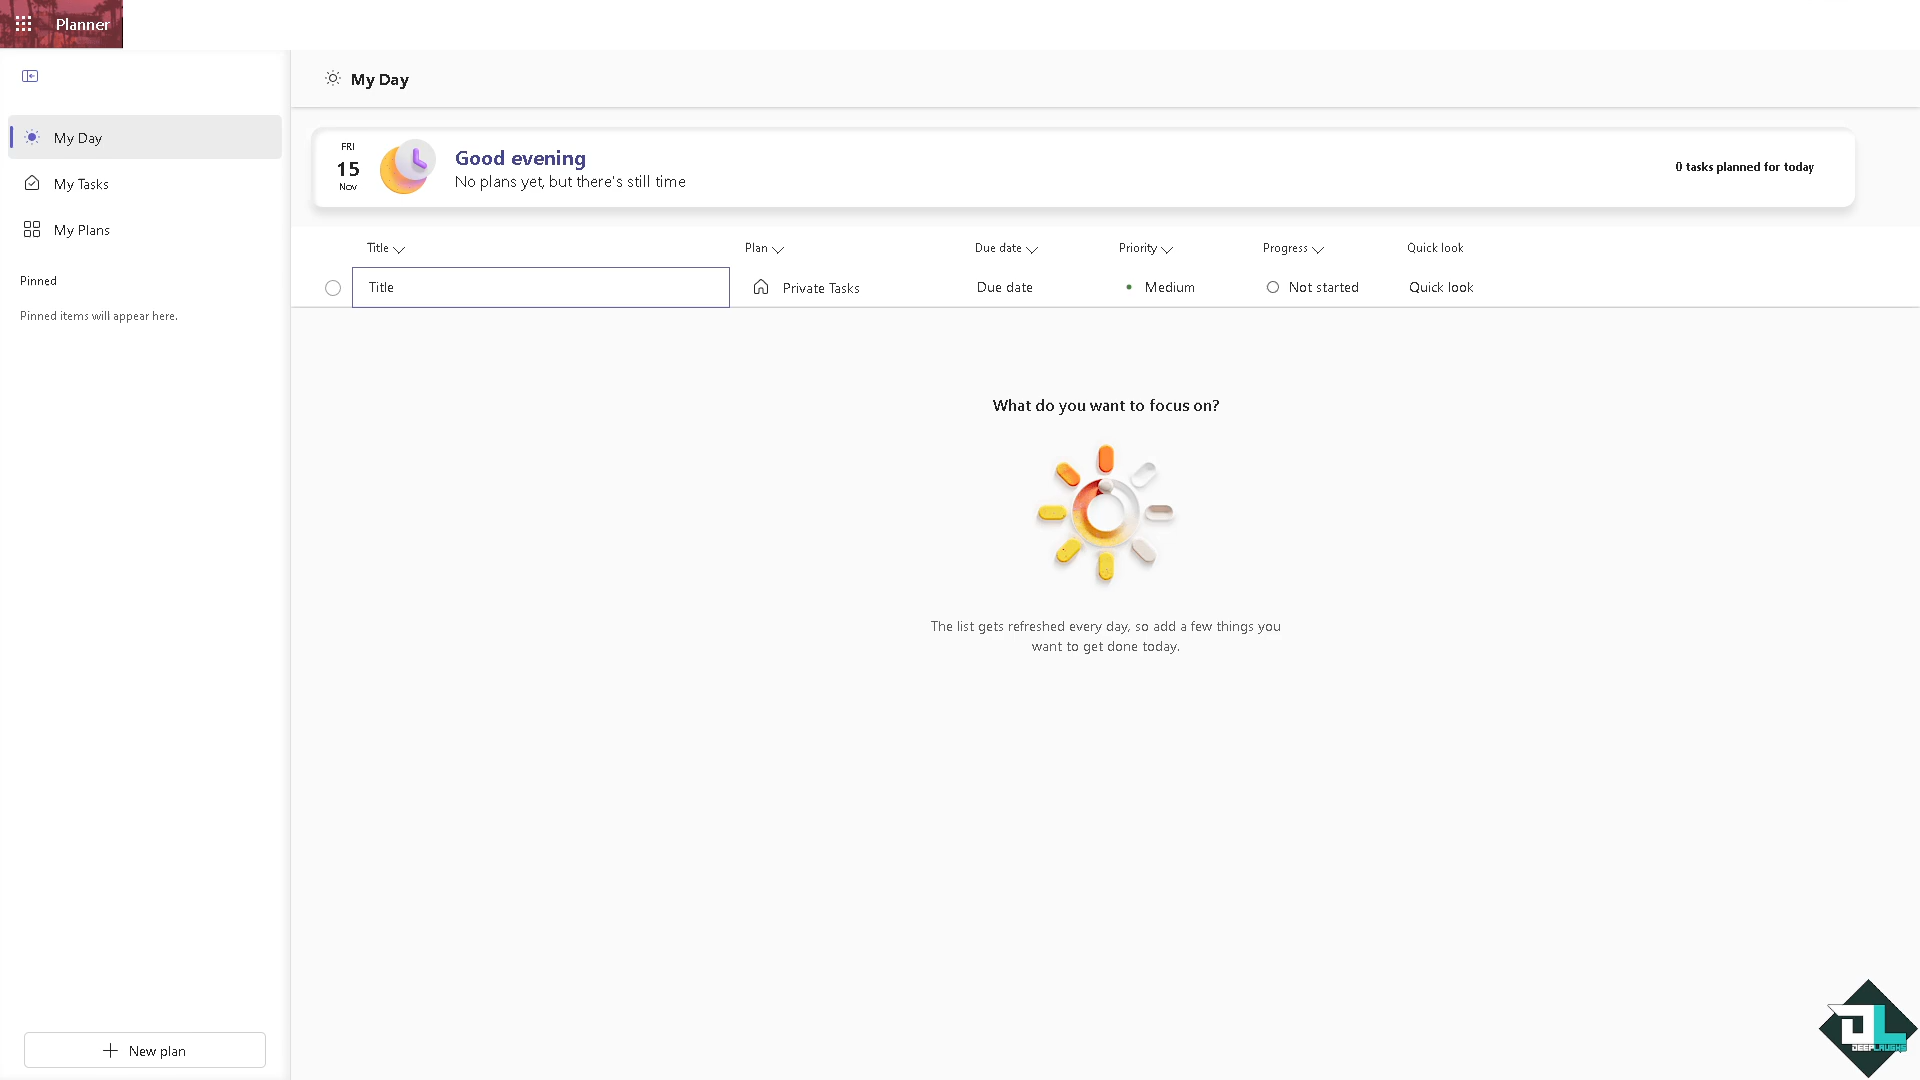 Planner
My Day
My Day
My Tasks
My Plans
Pinned
Pinned items will appear here.
FRI
15
Nov
Good evening
No plans yet, but there's still time
0 tasks planned for today
Title Plan Due date Priority Progress Quick look
Title Private Tasks Due date Medium Not started Quick look
What do you want to focus on?
The list gets refreshed every day, so add a few things you
want to get done today.
New plan
DEEPLAUGHS